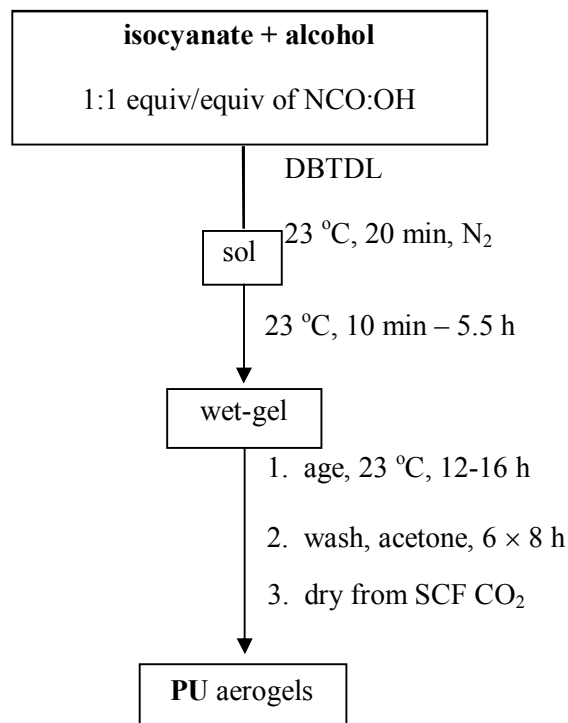 isocyanate + alcohol
1:1 equiv/equiv of NCO:OH
DBTDL
23 °C, 20 min, N₂
sol
23 °C, 10 min – 5.5 h
wet-gel
1. age, 23 °C, 12-16 h
2. wash, acetone, 6 × 8 h
3. dry from SCF CO₂
PU aerogels